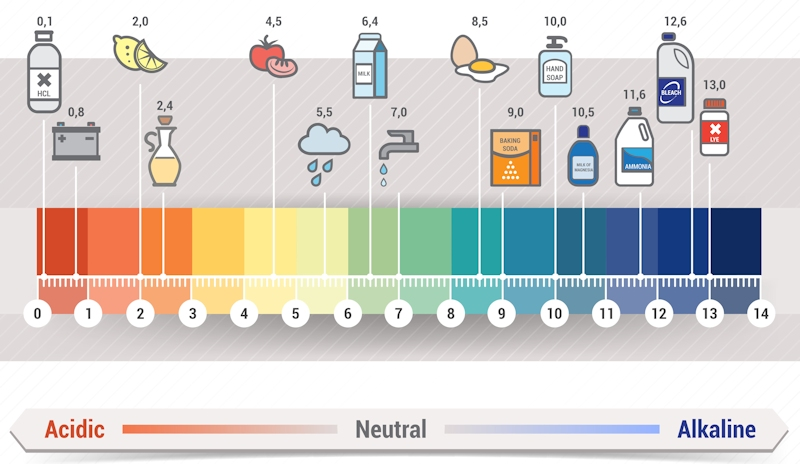 0,1
2,0
4,5
6,4
8,5
10,0
12,6
HCL
0,8
2,4
5,5
MILK
7,0
9,0
HAND
SOAP
10,5
11,6
BLEACH
13,0
LYE
BAKING
SODA
MILK OF
MAGNESIA
AMMONIA
0 1 2 3 4 5 6 7 8 9 10 11 12 13 14
Acidic Neutral Alkaline